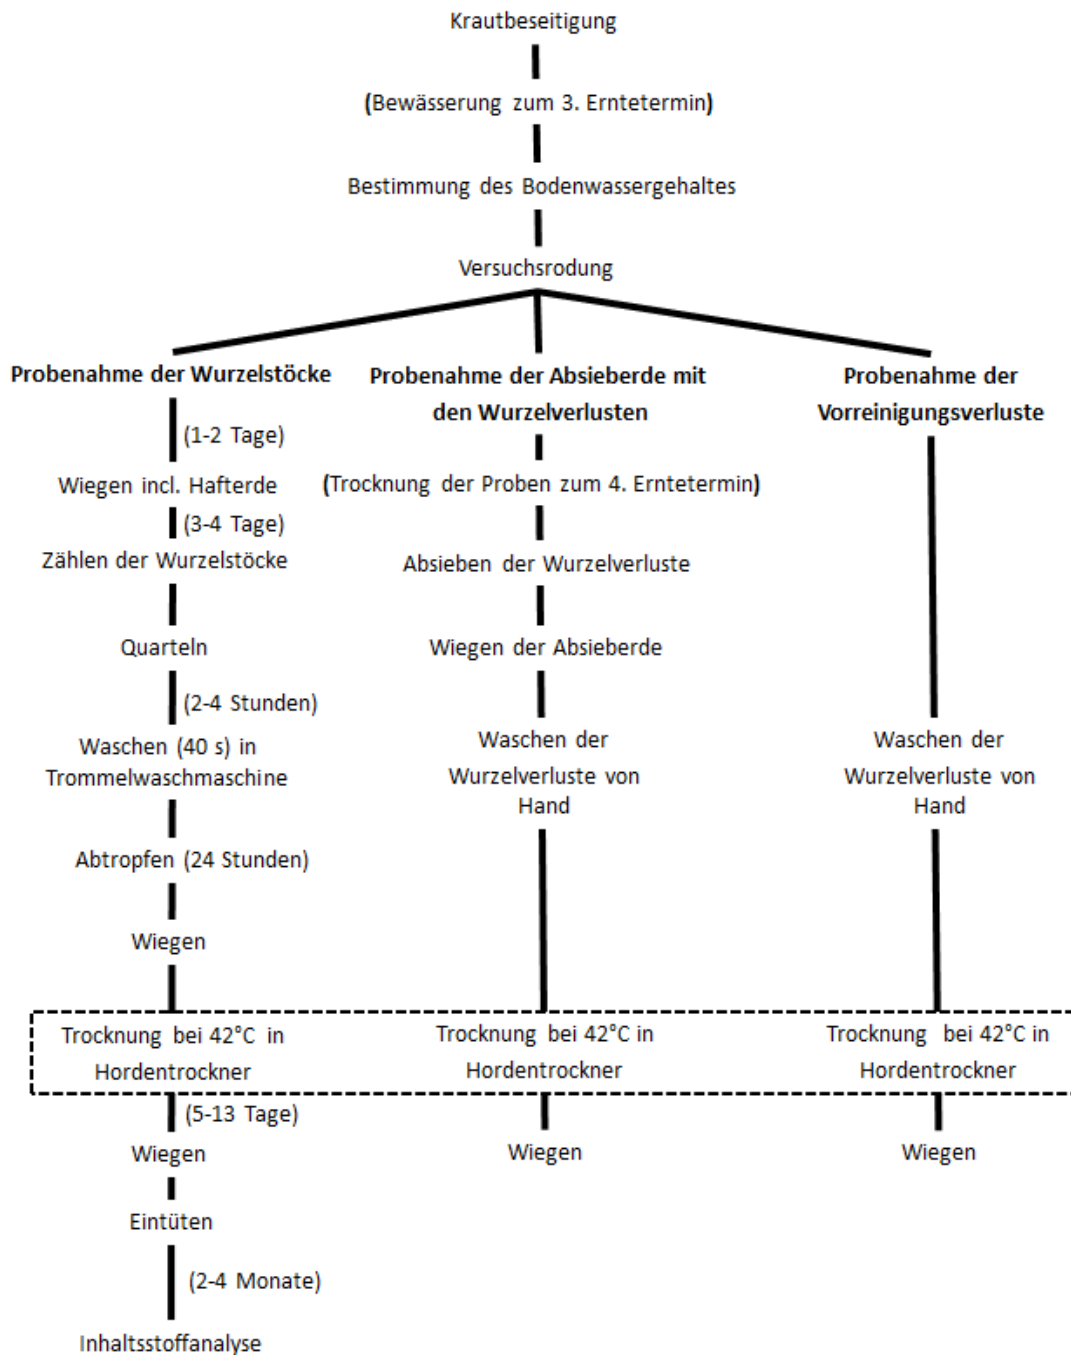 Krautbeseitigung
(Bewässerung zum 3. Erntetermin)
Bestimmung des Bodenwassergehaltes
Versuchsrodung
Probenahme der Wurzelstöcke
(1-2 Tage)
Wiegen incl. Hafterde
(3-4 Tage)
Zählen der Wurzelstöcke
Quarteln
(2-4 Stunden)
Waschen (40 s) in
Trommelwaschmaschine
Abtropfen (24 Stunden)
Wiegen
Trocknung bei 42°C in
Hordentrockner
(5-13 Tage)
Wiegen
Eintüten
(2-4 Monate)
Inhaltsstoffanalyse
Probenahme der Absieberde mit
den Wurzelverlusten
(Trocknung der Proben zum 4. Erntetermin)
Absieben der Wurzelverluste
Wiegen der Absieberde
Waschen der
Wurzelverluste von
Hand
Trocknung bei 42°C in
Hordentrockner
Wiegen
Probenahme der
Vorreinigungsverluste
Waschen der
Wurzelverluste von
Hand
Trocknung bei 42°C in
Hordentrockner
Wiegen